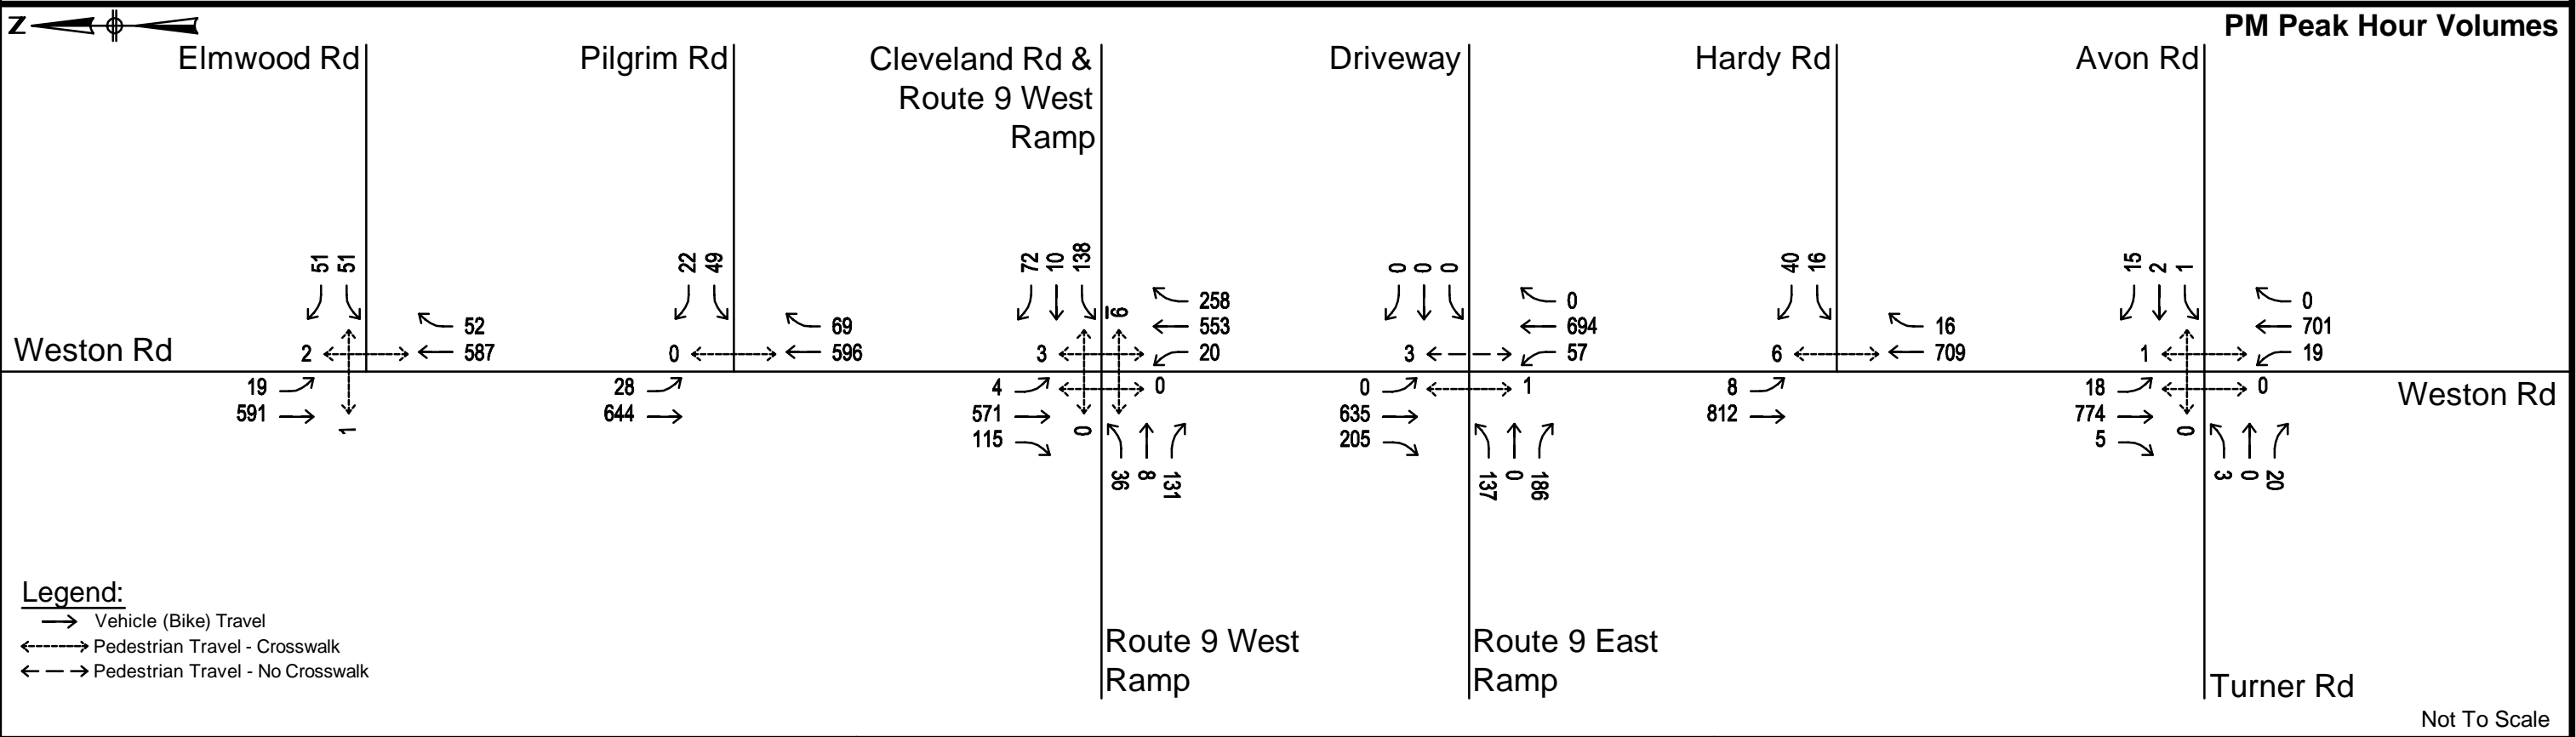 Z
PM Peak Hour Volumes
Elmwood Rd
Pilgrim Rd
Cleveland Rd &
Route 9 West
Ramp
Driveway
Hardy Rd
Avon Rd
51 51
22 49
72 10 138
0 0 0
40 16
15 2 1
6
258
0
0
52
553
694
16
701
587
20
57
709
19
69
596
Weston Rd
2
0
3
3
6
1
19
591
1
28
644
4
571
115
0
0
0
635
205
1
8
812
18
774
5
0
0
Weston Rd
36 8 131
137 0 186
3 0 20
Legend:
Vehicle (Bike) Travel
Pedestrian Travel - Crosswalk
Pedestrian Travel - No Crosswalk
Route 9 West
Ramp
Route 9 East
Ramp
Turner Rd
Not To Scale